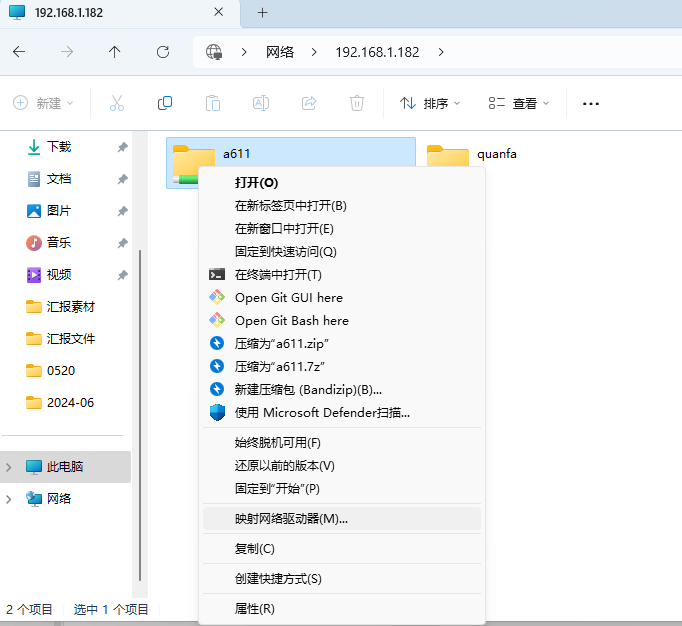 192.168.1.182
网络 192.168.1.182
新建 排序 查看
下载
文档
图片
音乐
视频
汇报素材
汇报文件
0520
2024-06
此电脑
网络
a611
quanfa
打开(O)
在新标签页中打开(B)
在新窗口中打开(E)
固定到快速访问(Q)
在终端中打开(T)
Open Git GUI here
Open Git Bash here
压缩为“a611.zip”
压缩为“a611.7z”
新建压缩包 (Bandizip)(B)...
使用 Microsoft Defender扫描...
始终脱机可用(F)
还原以前的版本(V)
固定到“开始”(P)
映射网络驱动器(M)...
复制(C)
创建快捷方式(S)
属性(R)
2 个项目 选中 1 个项目